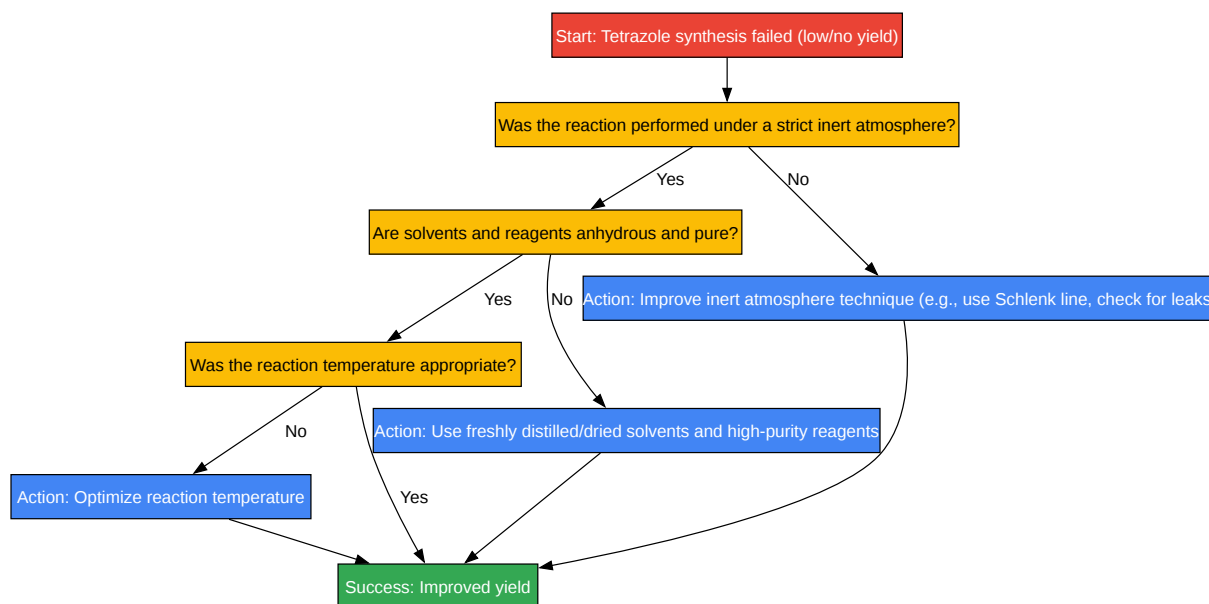 Start: Tetrazole synthesis failed (low/no yield)
Was the reaction performed under a strict inert atmosphere?
Yes
No
Are solvents and reagents anhydrous and pure?
Yes
No
Action: Improve inert atmosphere technique (e.g., use Schlenk line, check for leaks
Was the reaction temperature appropriate?
No
Action: Use freshly distilled/dried solvents and high-purity reagents
Action: Optimize reaction temperature
Yes
Success: Improved yield